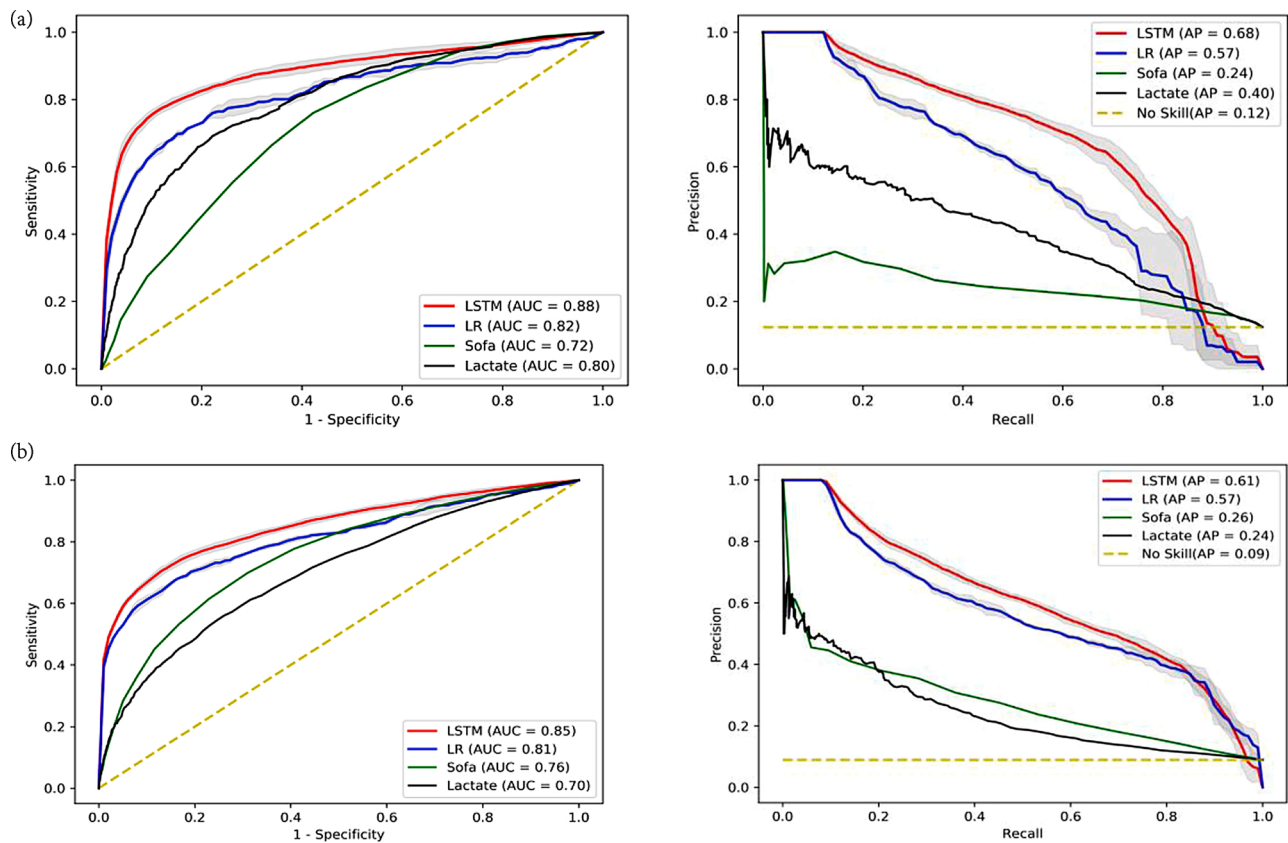 (a)
1.0
0.8
0.6
0.4
0.2
0.0
Sensitivity
0.0 0.2 0.4 0.6 0.8 1.0
1 - Specificity
LSTM (AUC = 0.88)
LR (AUC = 0.82)
Sofa (AUC = 0.72)
Lactate (AUC = 0.80)
1.0
0.8
0.6
0.4
0.2
0.0
Precision
0.0 0.2 0.4 0.6 0.8 1.0
Recall
LSTM (AP = 0.68)
LR (AP = 0.57)
Sofa (AP = 0.24)
Lactate (AP = 0.40)
No Skill(AP = 0.12)
(b)
1.0
0.8
0.6
0.4
0.2
0.0
Sensitivity
0.0 0.2 0.4 0.6 0.8 1.0
1 - Specificity
LSTM (AUC = 0.85)
LR (AUC = 0.81)
Sofa (AUC = 0.76)
Lactate (AUC = 0.70)
1.0
0.8
0.6
0.4
0.2
0.0
Precision
0.0 0.2 0.4 0.6 0.8 1.0
Recall
LSTM (AP = 0.61)
LR (AP = 0.57)
Sofa (AP = 0.26)
Lactate (AP = 0.24)
No Skill(AP = 0.09)